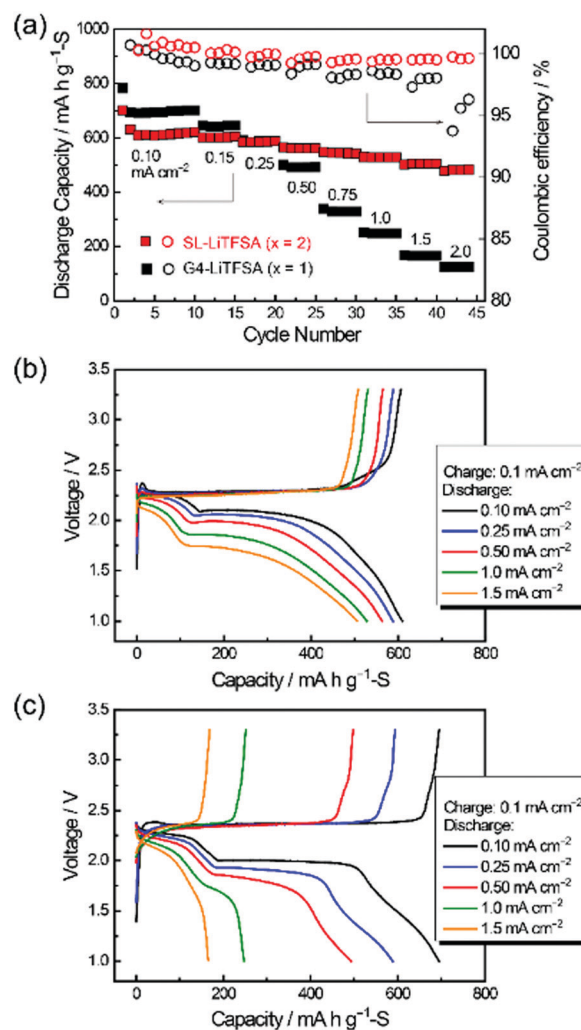 (a)
Discharge Capacity / mA h g⁻¹-S
1000
800
600
400
200
0
100
95
90
85
80
Coulombic efficiency / %
0.10
mA cm⁻²
0.15
0.25
0.50
0.75
1.0
1.5
2.0
SL-LiTFSA (x = 2)
G4-LiTFSA (x = 1)
0 5 10 15 20 25 30 35 40 45
Cycle Number
(b)
Voltage / V
3.5
3.0
2.5
2.0
1.5
1.0
0 200 400 600 800
Capacity / mA h g⁻¹-S
Charge: 0.1 mA cm⁻²
Discharge:
0.10 mA cm⁻²
0.25 mA cm⁻²
0.50 mA cm⁻²
1.0 mA cm⁻²
1.5 mA cm⁻²
(c)
Voltage / V
3.5
3.0
2.5
2.0
1.5
1.0
0 200 400 600 800
Capacity / mA h g⁻¹-S
Charge: 0.1 mA cm⁻²
Discharge:
0.10 mA cm⁻²
0.25 mA cm⁻²
0.50 mA cm⁻²
1.0 mA cm⁻²
1.5 mA cm⁻²